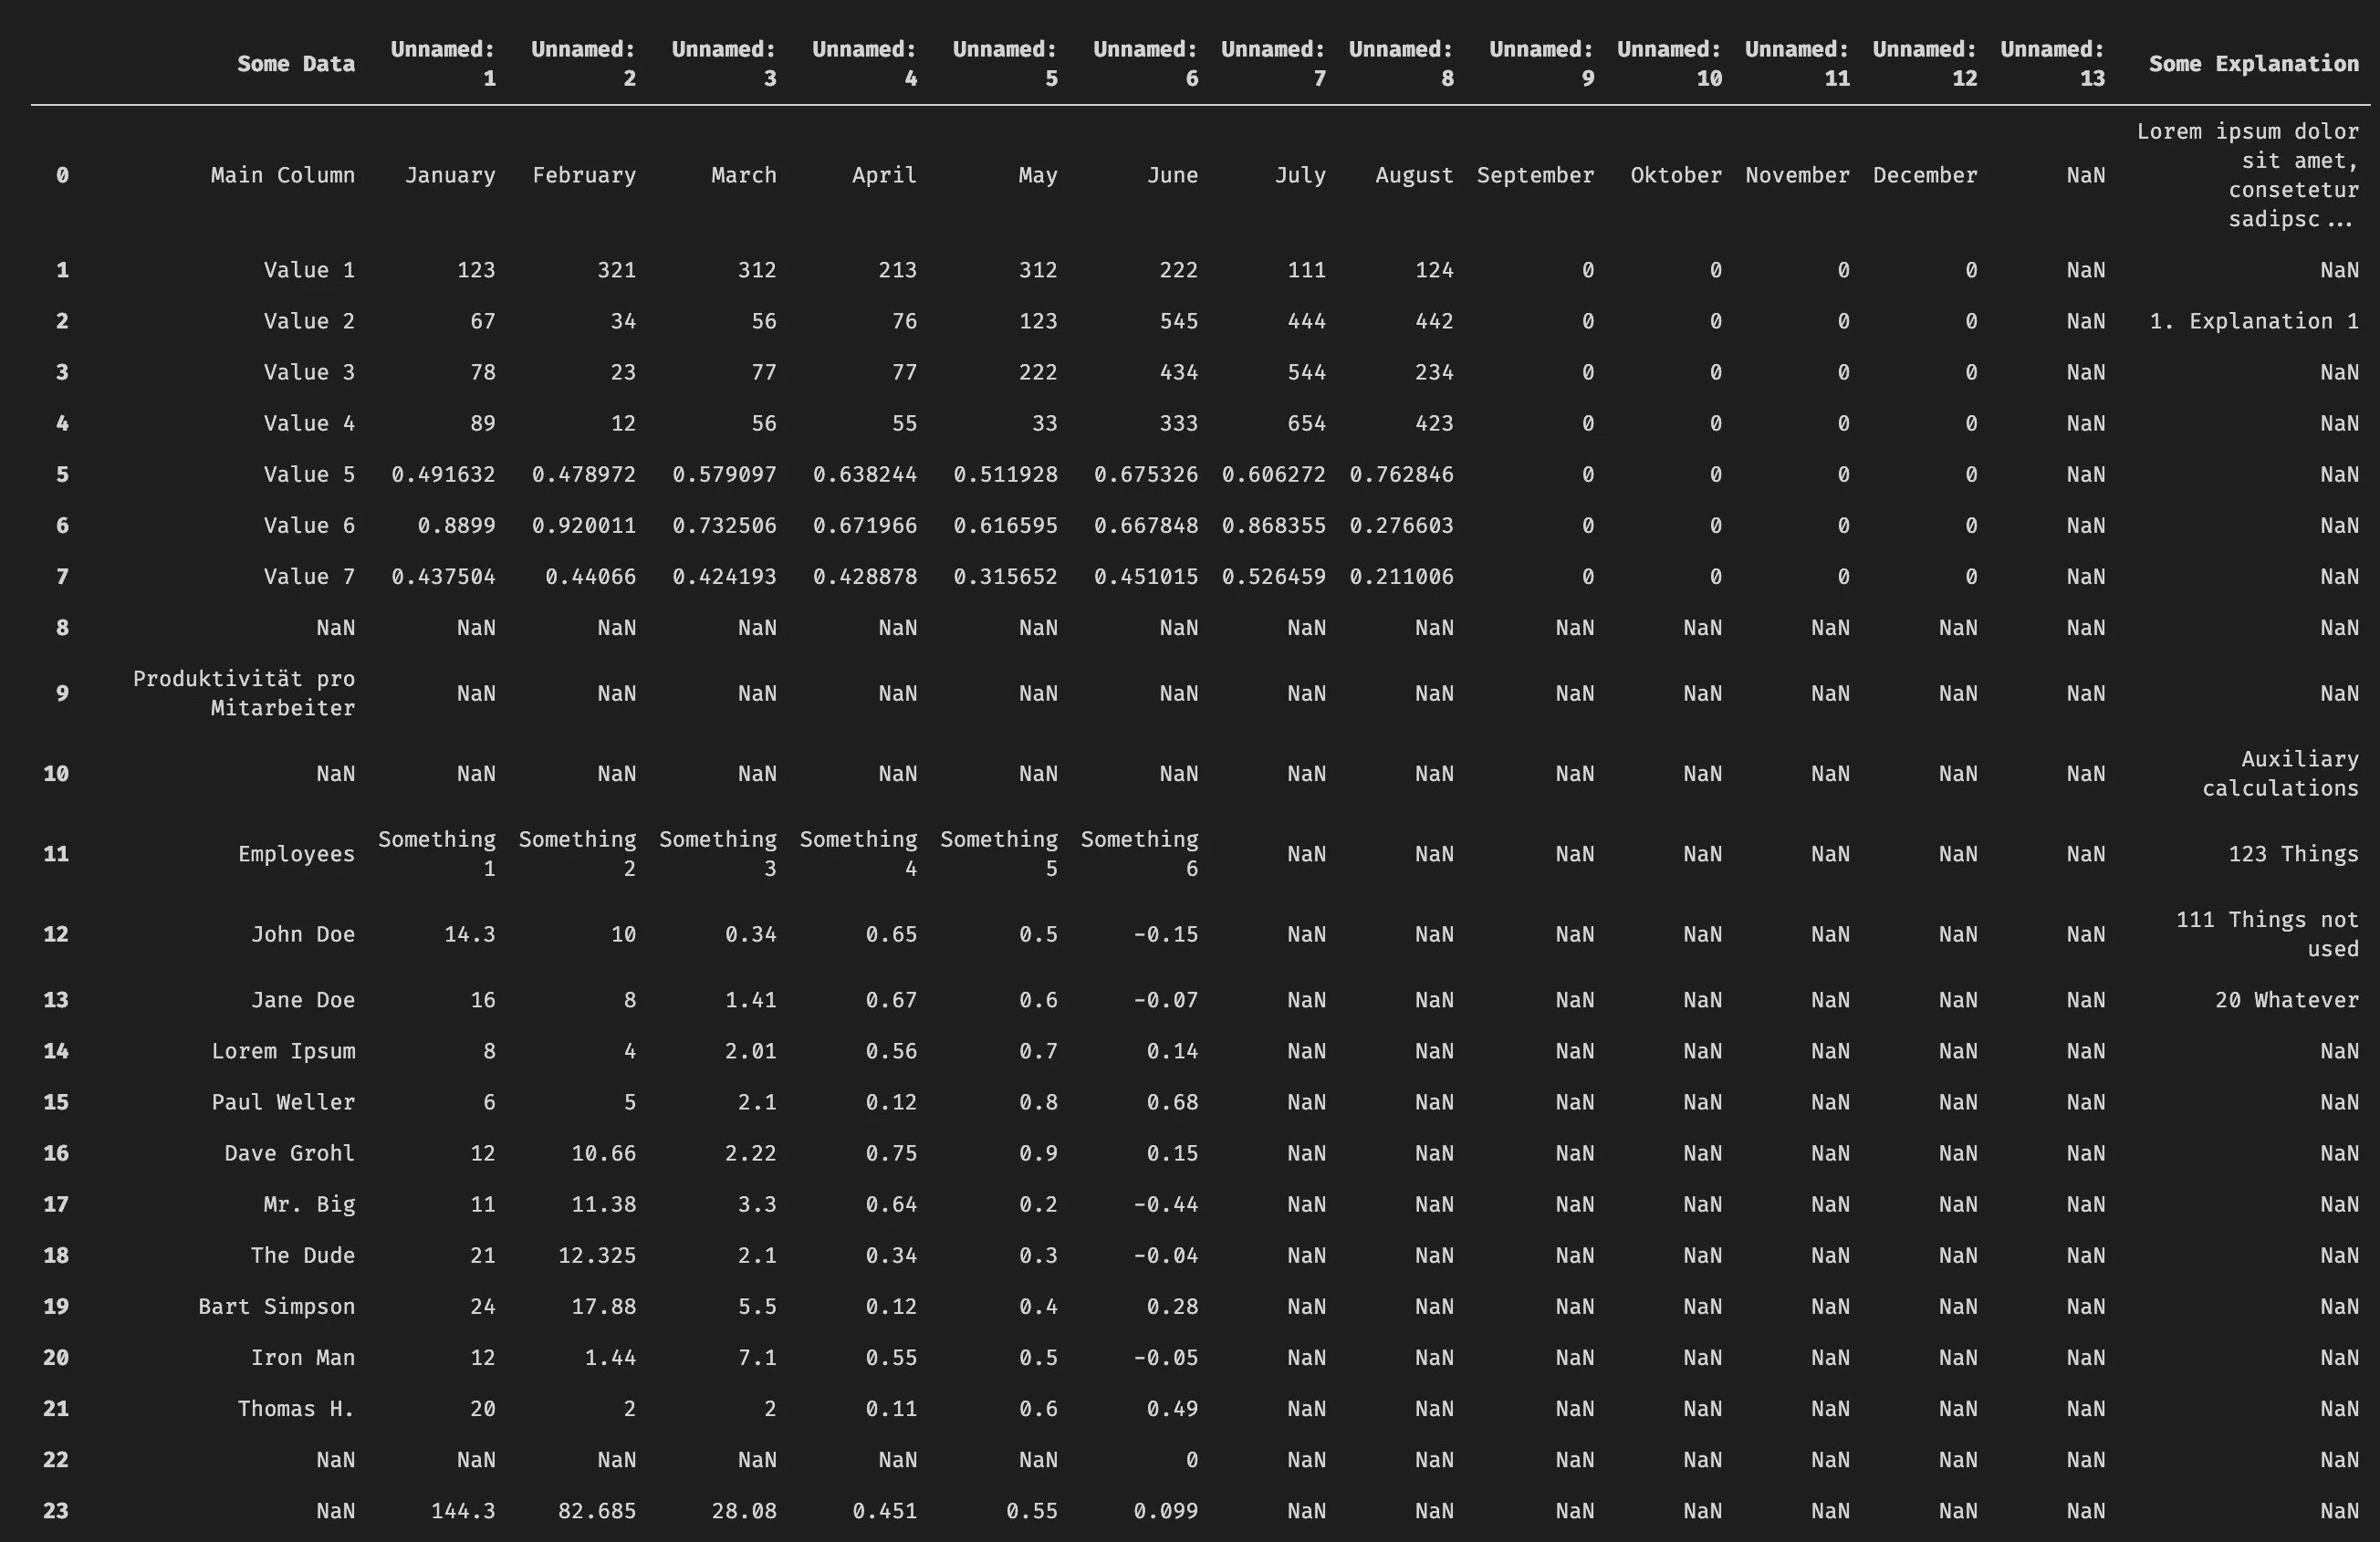 Some Data Unnamed: 1 Unnamed: 2 Unnamed: 3 Unnamed: 4 Unnamed: 5 Unnamed: 6 Unnamed: 7 Unnamed: 8 Unnamed: 9 Unnamed: 10 Unnamed: 11 Unnamed: 12 Unnamed: 13 Some Explanation
0 Main Column January February March April May June July August September Oktober November December NaN Lorem ipsum dolor sit amet, consetetur sadipsc...
1 Value 1 123 321 312 213 312 222 111 124 0 0 0 0 NaN NaN
2 Value 2 67 34 56 76 123 545 444 442 0 0 0 0 NaN 1. Explanation 1
3 Value 3 78 23 77 77 222 434 544 234 0 0 0 0 NaN NaN
4 Value 4 89 12 56 55 33 333 654 423 0 0 0 0 NaN NaN
5 Value 5 0.491632 0.478972 0.579097 0.638244 0.511928 0.675326 0.606272 0.762846 0 0 0 0 NaN NaN
6 Value 6 0.8899 0.920011 0.732506 0.671966 0.616595 0.667848 0.868355 0.276603 0 0 0 0 NaN NaN
7 Value 7 0.437504 0.44066 0.424193 0.428878 0.315652 0.451015 0.526459 0.211006 0 0 0 0 NaN NaN
8 NaN NaN NaN NaN NaN NaN NaN NaN NaN NaN NaN NaN NaN NaN NaN
9 Produktivität pro Mitarbeiter NaN NaN NaN NaN NaN NaN NaN NaN NaN NaN NaN NaN NaN NaN
10 NaN NaN NaN NaN NaN NaN NaN NaN NaN NaN NaN NaN NaN NaN Auxiliary calculations
11 Employees Something 1 Something 2 Something 3 Something 4 Something 5 Something 6 NaN NaN NaN NaN NaN NaN NaN 123 Things
12 John Doe 14.3 10 0.34 0.65 0.5 -0.15 NaN NaN NaN NaN NaN NaN NaN 111 Things not used
13 Jane Doe 16 8 1.41 0.67 0.6 -0.07 NaN NaN NaN NaN NaN NaN NaN 20 Whatever
14 Lorem Ipsum 8 4 2.01 0.56 0.7 0.14 NaN NaN NaN NaN NaN NaN NaN NaN
15 Paul Weller 6 5 2.1 0.12 0.8 0.68 NaN NaN NaN NaN NaN NaN NaN NaN
16 Dave Grohl 12 10.66 2.22 0.75 0.9 0.15 NaN NaN NaN NaN NaN NaN NaN NaN
17 Mr. Big 11 11.38 3.3 0.64 0.2 -0.44 NaN NaN NaN NaN NaN NaN NaN NaN
18 The Dude 21 12.325 2.1 0.34 0.3 -0.04 NaN NaN NaN NaN NaN NaN NaN NaN
19 Bart Simpson 24 17.88 5.5 0.12 0.4 0.28 NaN NaN NaN NaN NaN NaN NaN NaN
20 Iron Man 12 1.44 7.1 0.55 0.5 -0.05 NaN NaN NaN NaN NaN NaN NaN NaN
21 Thomas H. 20 2 2 0.11 0.6 0.49 NaN NaN NaN NaN NaN NaN NaN NaN
22 NaN NaN NaN NaN NaN NaN 0 NaN NaN NaN NaN NaN NaN NaN NaN
23 NaN 144.3 82.685 28.08 0.451 0.55 0.099 NaN NaN NaN NaN NaN NaN NaN NaN